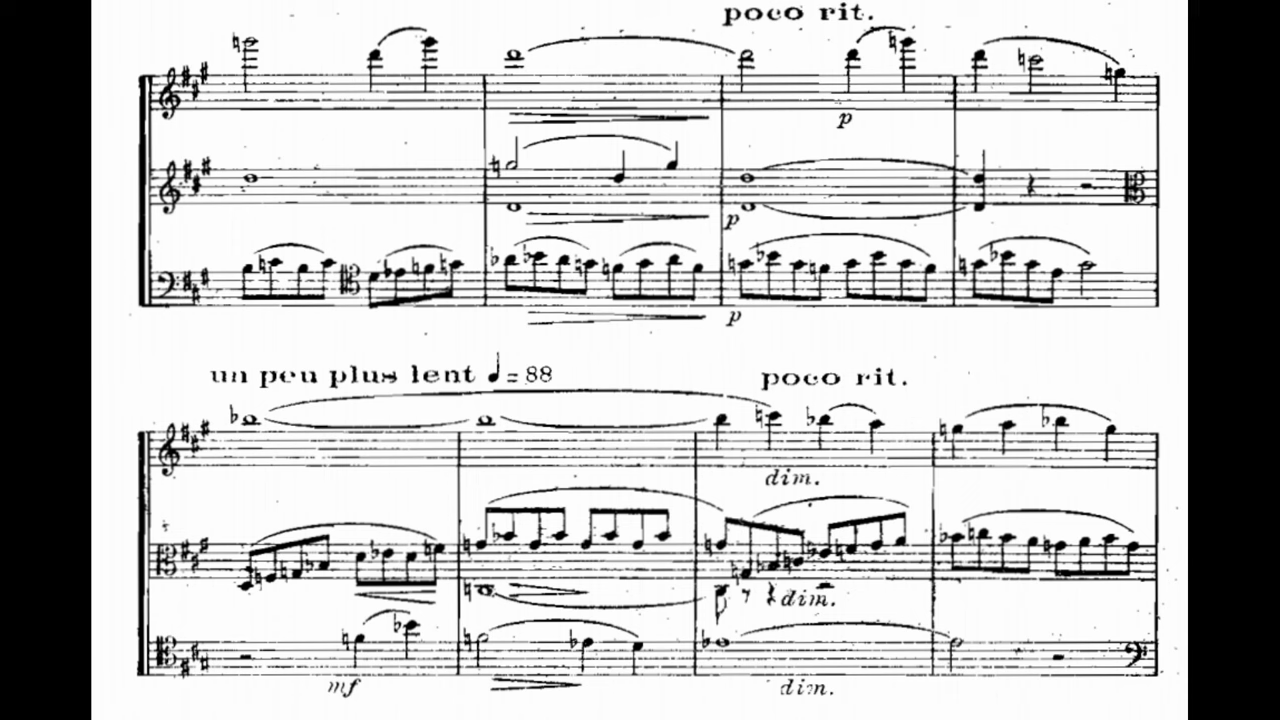 poco rit.
p
p
p
un peu plus lent ♩=88
poco rit.
dim.
dim.
mf
dim.